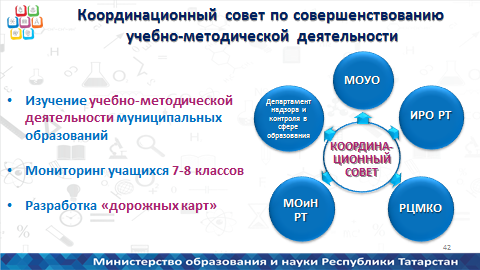 Координационный совет по совершенствованию
учебно-методической деятельности
• Изучение учебно-методической
деятельности муниципальных
образований
• Мониторинг учащихся 7-8 классов
• Разработка «дорожных карт»
МОУО
Департамент
надзора и
контроля в
сфере
образования
ИРО РТ
КООРДИНА-
ЦИОННЫЙ
СОВЕТ
МОиН
РТ
РЦМКО
42
Министерство образования и науки Республики Татарстан